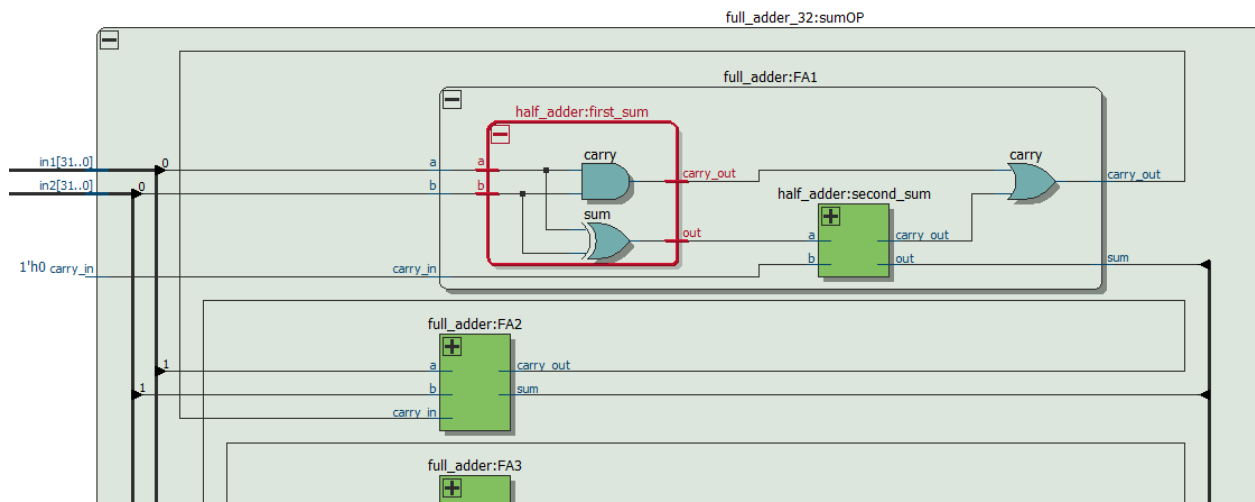 full_adder_32:sumOP
full_adder:FA1
half_adder:first_sum
in1[31..0]
0
a
a
carry
carry_out
carry
carry_out
in2[31..0]
0
b
b
half_adder:second_sum
sum
out
a
carry_out
1'h0 carry_in
carry_in
b
out
sum
full_adder:FA2
1
a
carry_out
1
b
sum
carry_in
full_adder:FA3